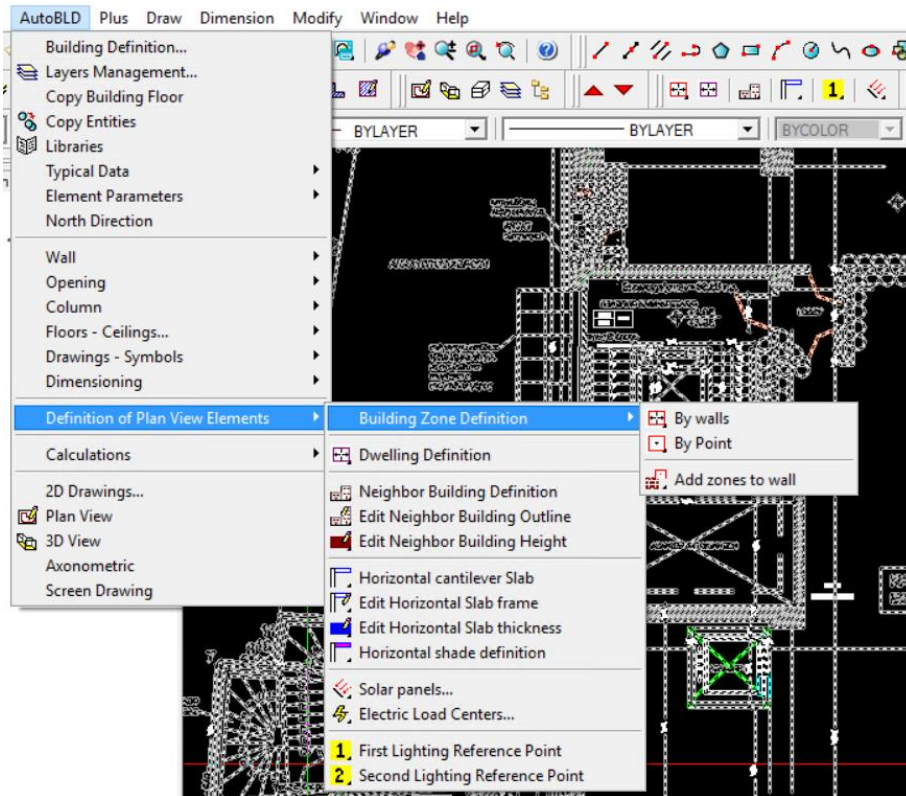 AutoBLD Plus Draw Dimension Modify Window Help
Building Definition...
Layers Management...
Copy Building Floor
Copy Entities
Libraries
Typical Data
Element Parameters
North Direction
Wall
Opening
Column
Floors - Ceilings...
Drawings - Symbols
Dimensioning
Definition of Plan View Elements
Calculations
2D Drawings...
Plan View
3D View
Axonometric
Screen Drawing
1
BYLAYER
BYLAYER
BYCOLOR
Building Zone Definition
Dwelling Definition
Neighbor Building Definition
Edit Neighbor Building Outline
Edit Neighbor Building Height
Horizontal cantilever Slab
Edit Horizontal Slab frame
Edit Horizontal Slab thickness
Horizontal shade definition
Solar panels...
Electric Load Centers...
1 First Lighting Reference Point
2 Second Lighting Reference Point
By walls
By Point
Add zones to wall